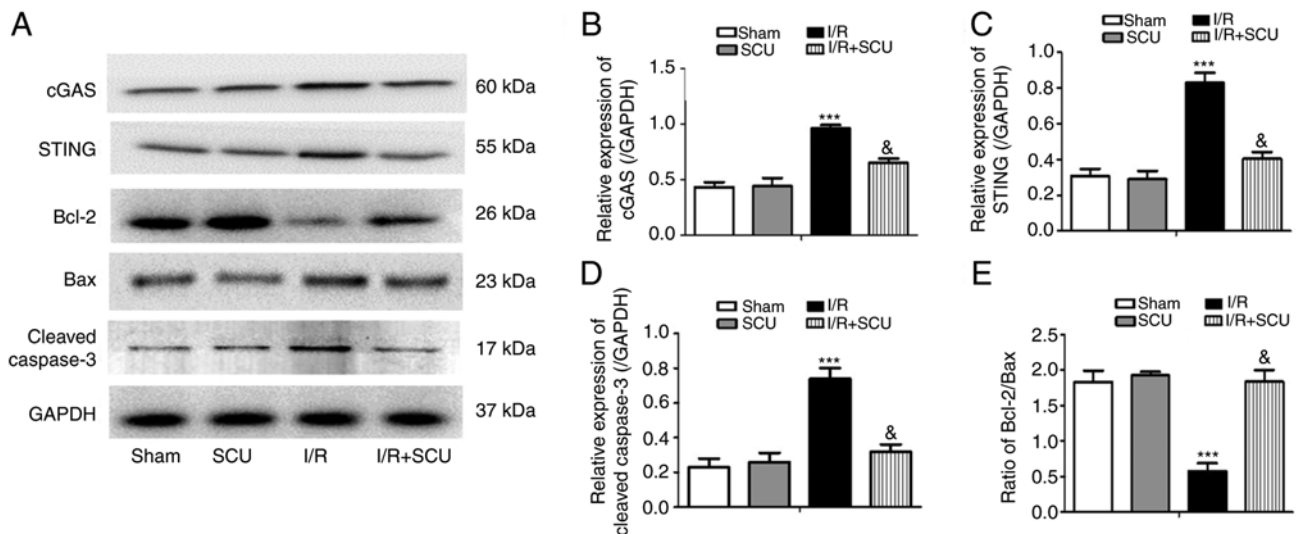 A
cGAS
60 kDa
STING
55 kDa
Bcl-2
26 kDa
Bax
23 kDa
Cleaved
caspase-3
17 kDa
GAPDH
37 kDa
Sham SCU I/R I/R+SCU
B
Sham I/R
SCU I/R+SCU
Relative expression of
cGAS (/GAPDH)
1.5
1.0
0.5
0.0
***
&
C
Sham I/R
SCU I/R+SCU
Relative expression of
STING (/GAPDH)
1.0
0.8
0.6
0.4
0.2
0.0
***
&
D
Sham I/R
SCU I/R+SCU
Relative expression of
cleaved caspase-3 (/GAPDH)
1.0
0.8
0.6
0.4
0.2
0.0
***
&
E
Sham I/R
SCU I/R+SCU
Ratio of Bcl-2/Bax
2.5
2.0
1.5
1.0
0.5
0.0
***
&